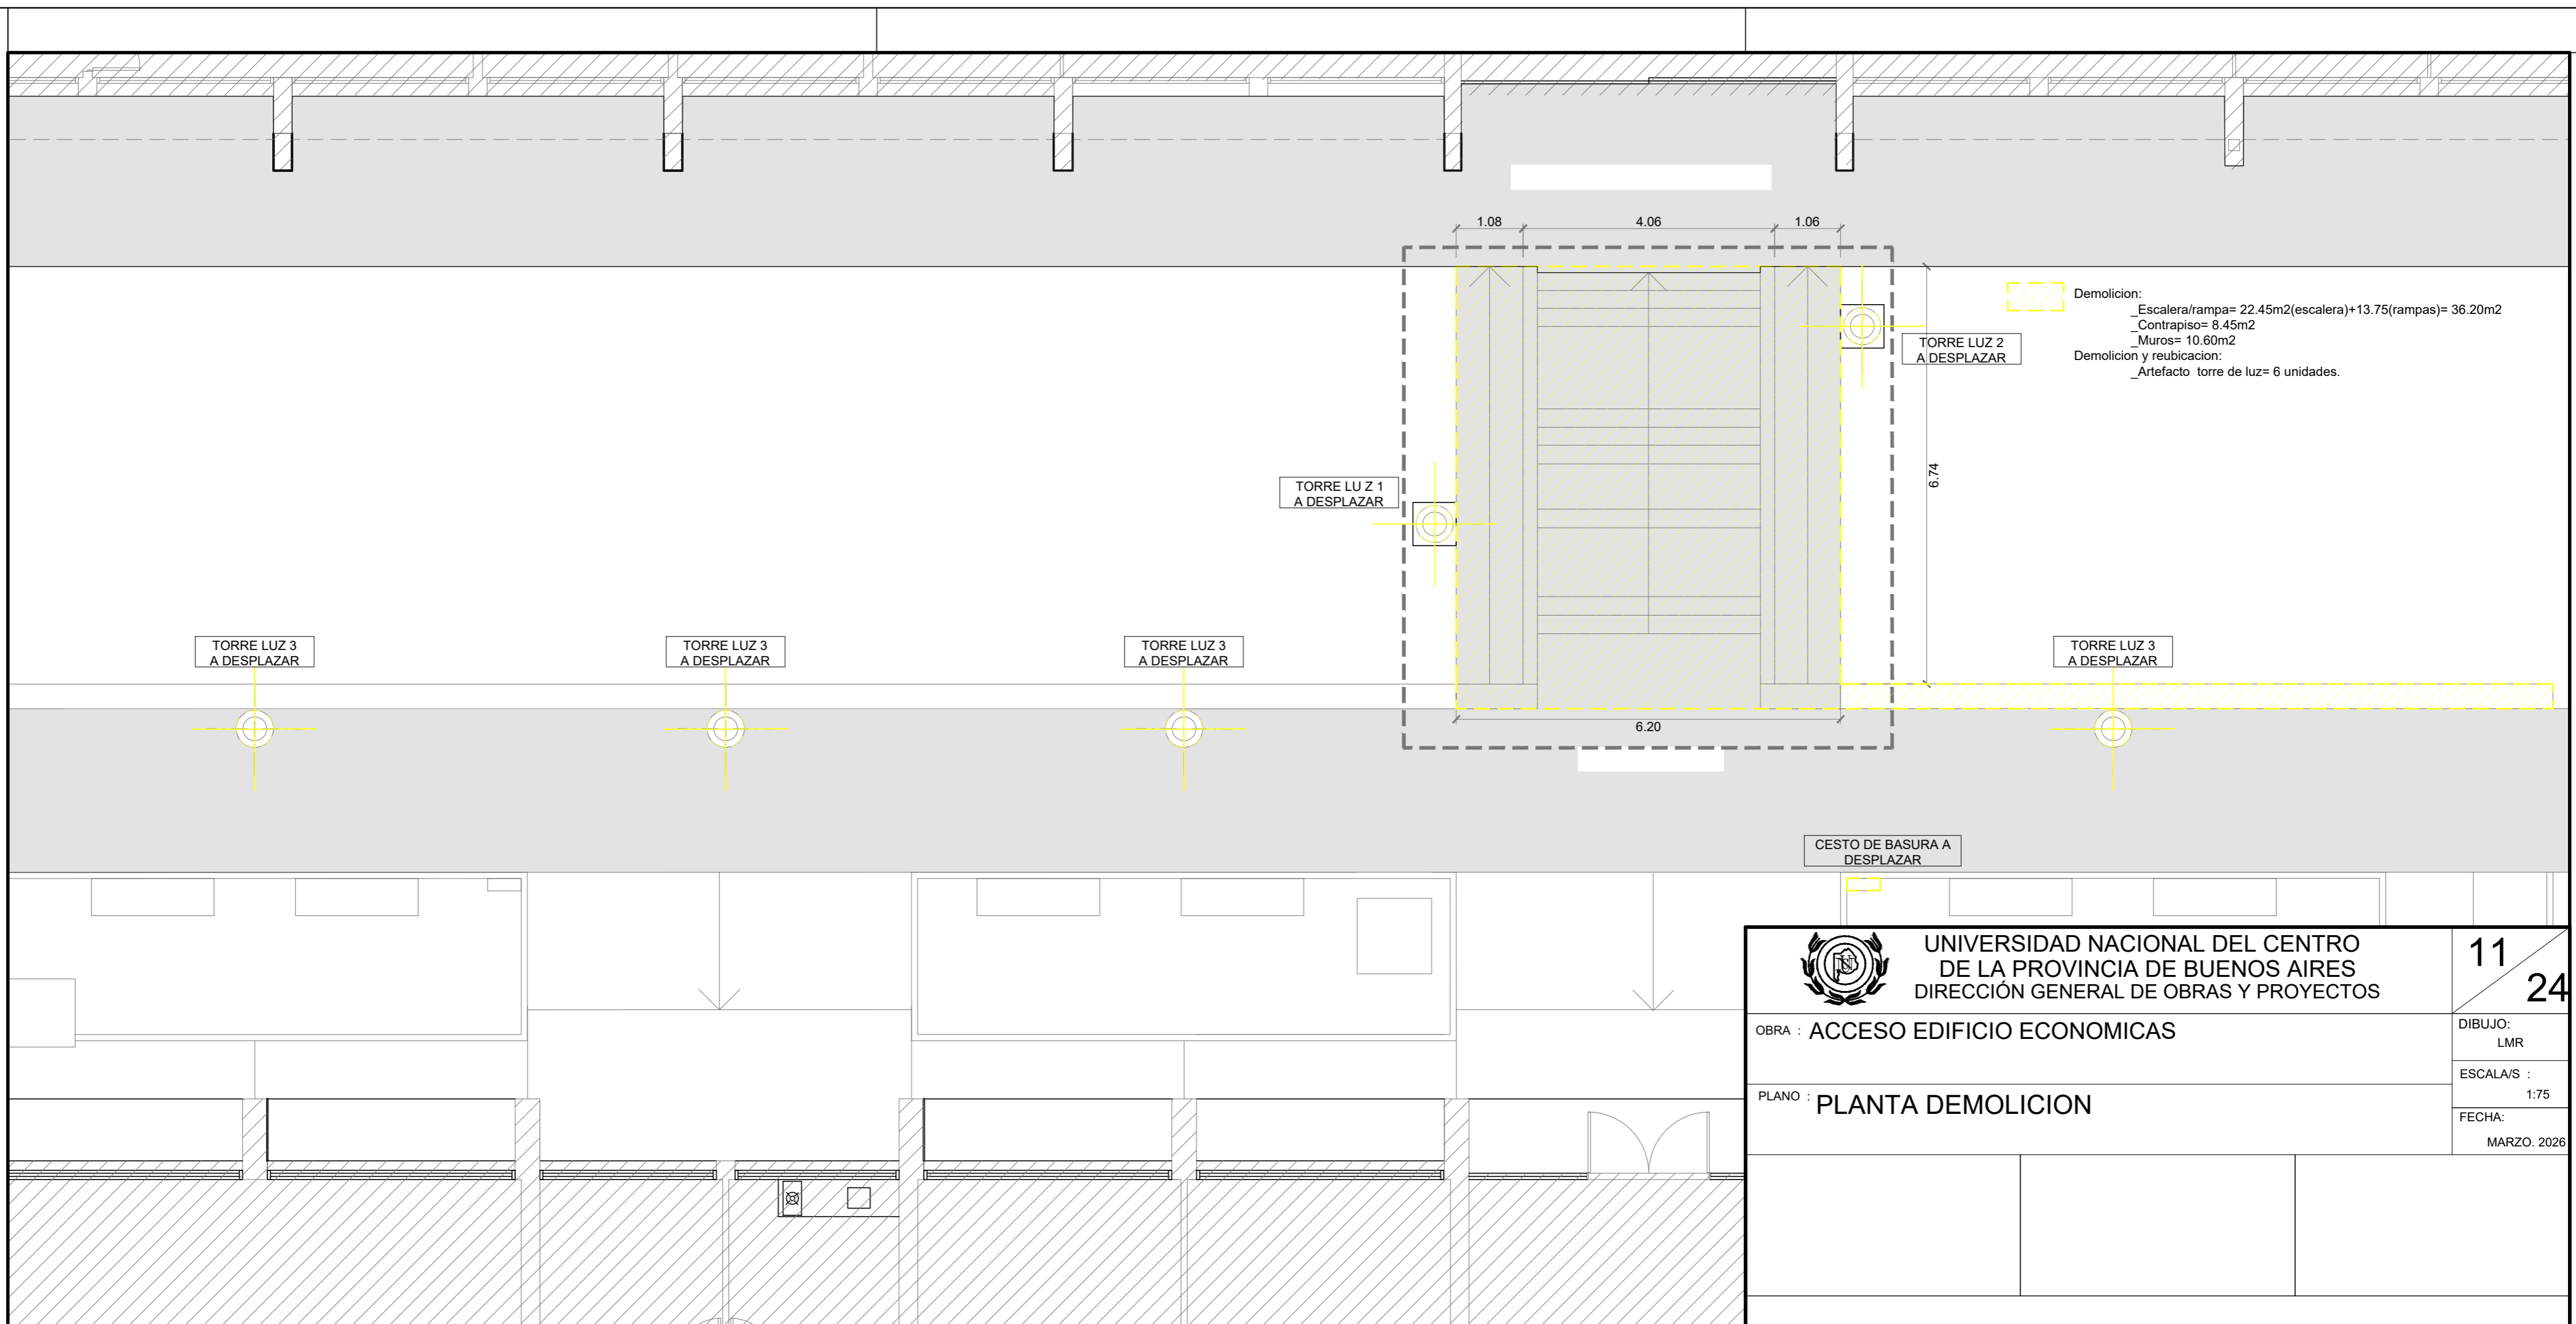 1.08
4.06
1.06
Demolicion:
_Escalera/rampa= 22.45m2(escalera)+13.75(rampas)= 36.20m2
_Contrapiso= 8.45m2
_Muros= 10.60m2
Demolicion y reubicacion:
_Artefacto torre de luz= 6 unidades.
TORRE LUZ 2
A DESPLAZAR
6.74
TORRE LU Z 1
A DESPLAZAR
TORRE LUZ 3
A DESPLAZAR
TORRE LUZ 3
A DESPLAZAR
TORRE LUZ 3
A DESPLAZAR
TORRE LUZ 3
A DESPLAZAR
6.20
CESTO DE BASURA A
DESPLAZAR
UNIVERSIDAD NACIONAL DEL CENTRO
DE LA PROVINCIA DE BUENOS AIRES
DIRECCIÓN GENERAL DE OBRAS Y PROYECTOS
11
24
OBRA : ACCESO EDIFICIO ECONOMICAS
DIBUJO:
LMR
ESCALA/S :
1:75
PLANO : PLANTA DEMOLICION
FECHA:
MARZO. 2026